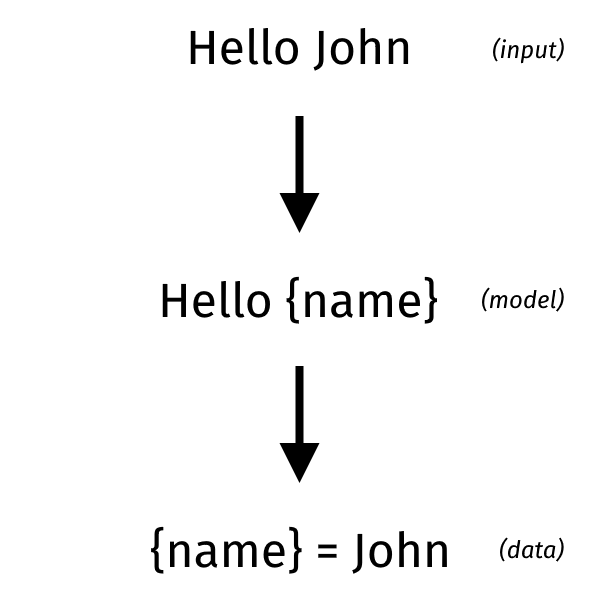 Hello John (input)
Hello {name} (model)
{name} = John (data)